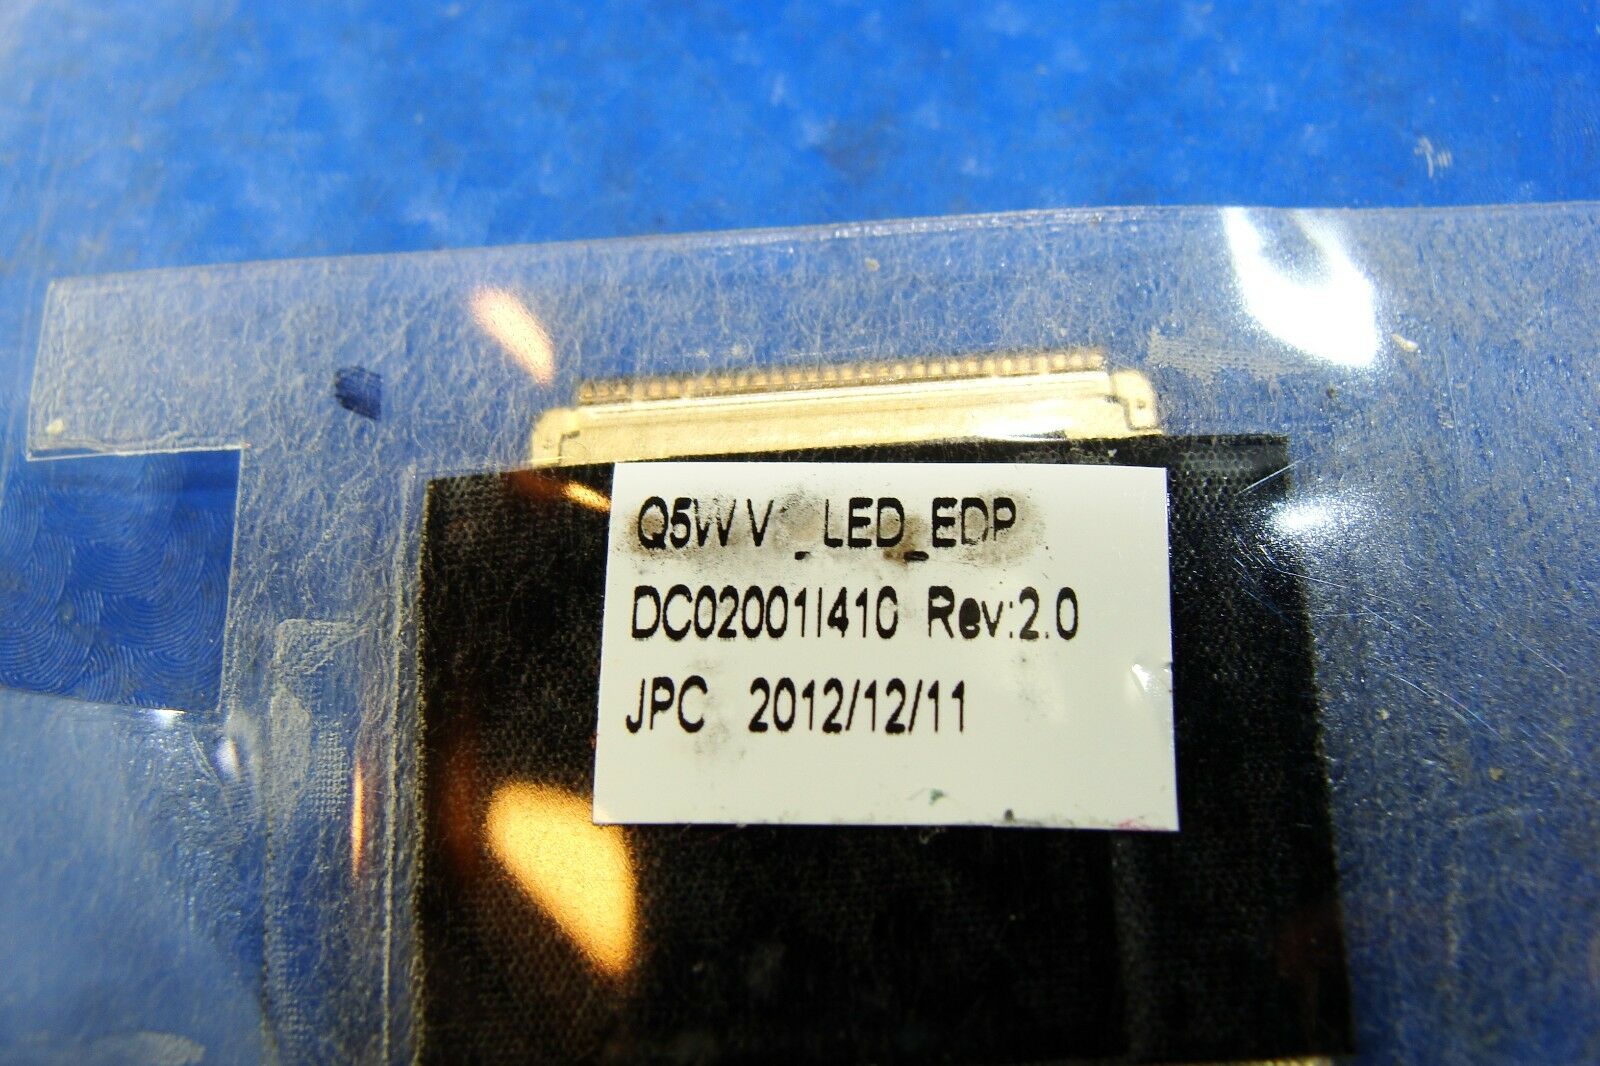 Q5WV_LED_EDP
DC02001I410 Rev:2.0
JPC 2012/12/11